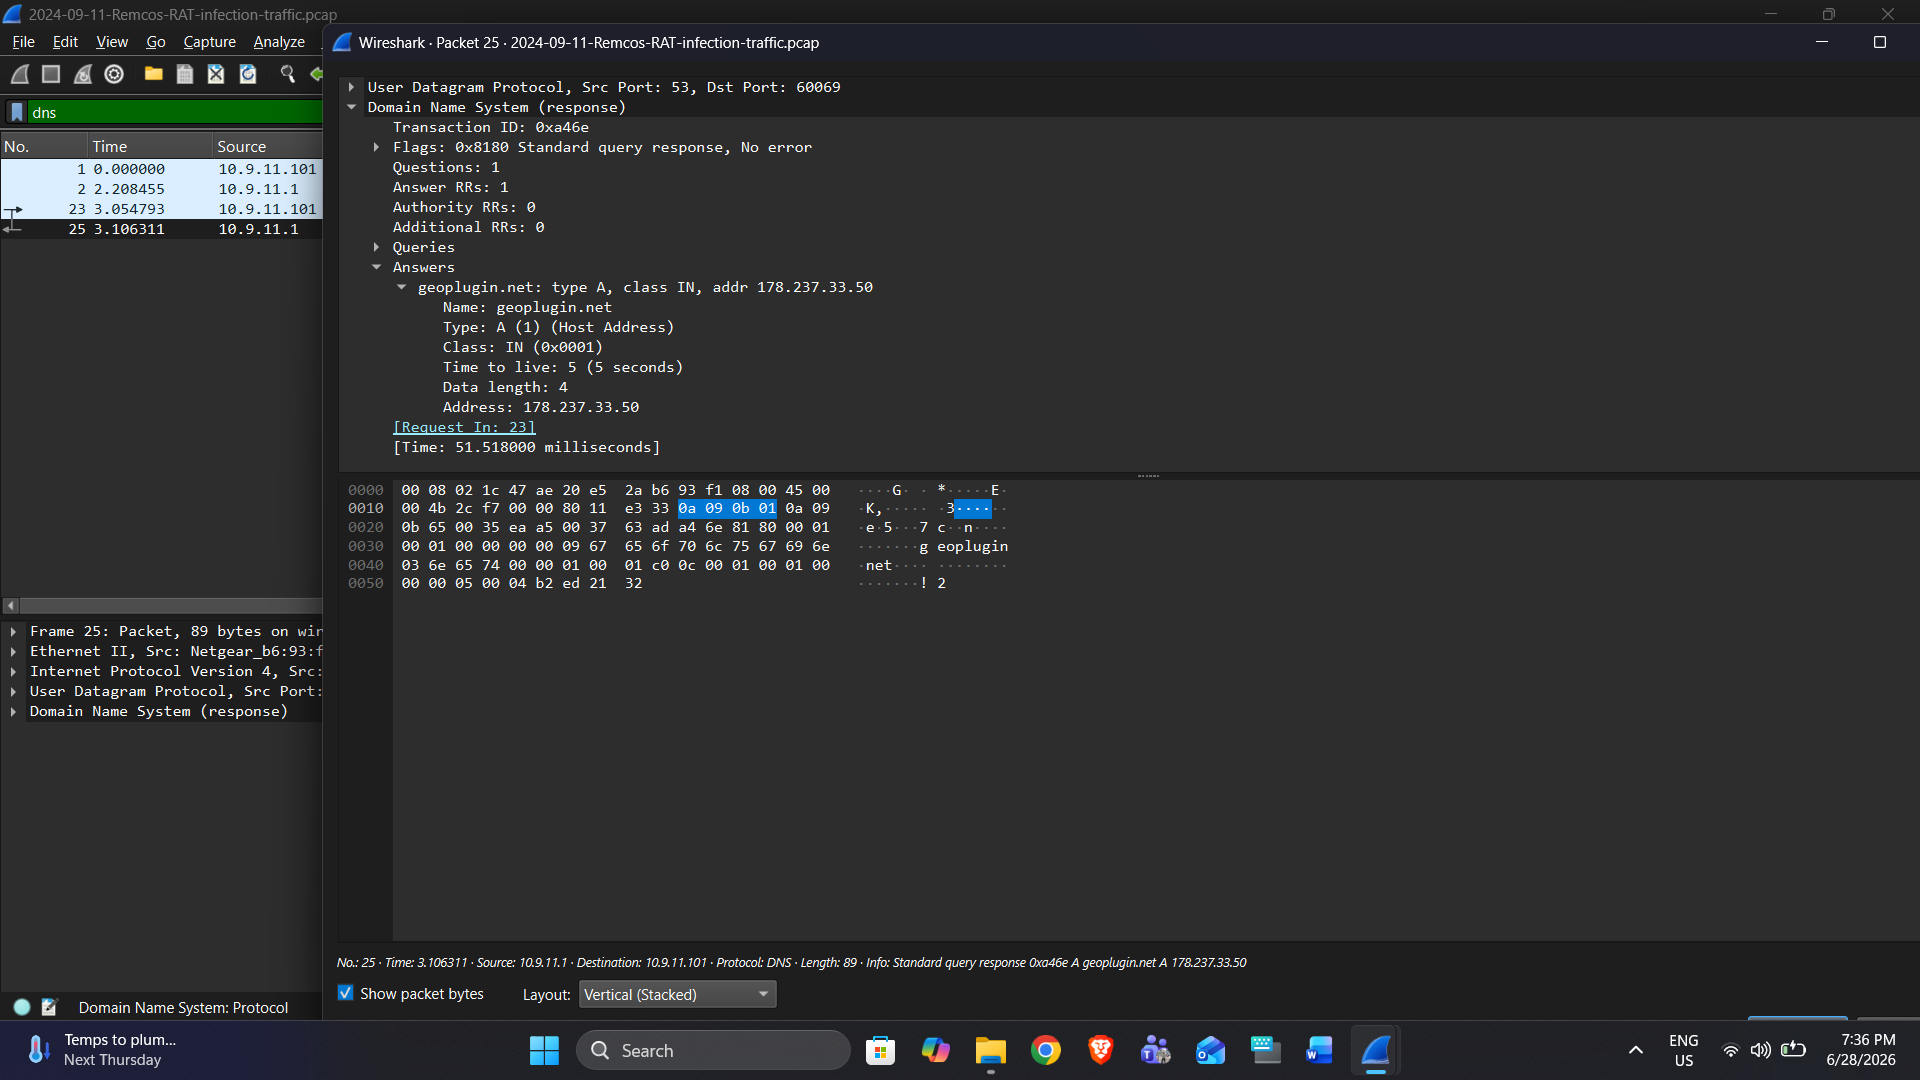 2024-09-11-Remcos-RAT-infection-traffic.pcap
File Edit View Go Capture Analyze
dns
No. Time Source
1 0.000000 10.9.11.101
2 2.208455 10.9.11.1
23 3.054793 10.9.11.101
25 3.106311 10.9.11.1
Frame 25: Packet, 89 bytes on wir
Ethernet II, Src: Netgear_b6:93:f
Internet Protocol Version 4, Src:
User Datagram Protocol, Src Port:
Domain Name System (response)
Domain Name System: Protocol
Wireshark · Packet 25 · 2024-09-11-Remcos-RAT-infection-traffic.pcap
User Datagram Protocol, Src Port: 53, Dst Port: 60069
Domain Name System (response)
Transaction ID: 0xa46e
Flags: 0x8180 Standard query response, No error
Questions: 1
Answer RRs: 1
Authority RRs: 0
Additional RRs: 0
Queries
Answers
geoplugin.net: type A, class IN, addr 178.237.33.50
Name: geoplugin.net
Type: A (1) (Host Address)
Class: IN (0x0001)
Time to live: 5 (5 seconds)
Data length: 4
Address: 178.237.33.50
[Request In: 23]
[Time: 51.518000 milliseconds]
0000 00 08 02 1c 47 ae 20 e5 2a b6 93 f1 08 00 45 00 ····G· · *·····E·
0010 00 4b 2c f7 00 00 80 11 e3 33 0a 09 0b 01 0a 09 ·K,····· ·3······
0020 0b 65 00 35 ea a5 00 37 63 ad a4 6e 81 80 00 01 ·e·5···7 c··n····
0030 00 01 00 00 00 00 09 67 65 6f 70 6c 75 67 69 6e ·······g eoplugin
0040 03 6e 65 74 00 00 01 00 01 c0 0c 00 01 00 01 00 ·net···· ········
0050 00 00 05 00 04 b2 ed 21 32 ·······! 2
No.: 25 · Time: 3.106311 · Source: 10.9.11.1 · Destination: 10.9.11.101 · Protocol: DNS · Length: 89 · Info: Standard query response 0xa46e A geoplugin.net A 178.237.33.50
Show packet bytes Layout: Vertical (Stacked)
Temps to plum...
Next Thursday
Search
ENG
US
7:36 PM
6/28/2026